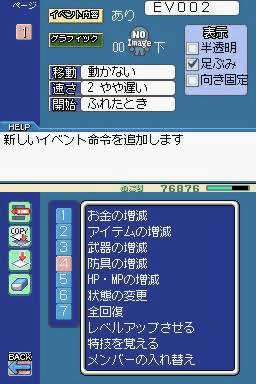 ページ
1
イベント内容 あり EV002
グラフィック NO Image 00 下
表示
半透明
足ぶみ
向き固定
移動 動かない
速さ 2 やや遅い
開始 ふれたとき
HELP
新しいイベント命令を追加します
のこり 76876
COPY
BACK
1
2
3
4
5
6
7
お金の増減
アイテムの増減
武器の増減
防具の増減
HP・MPの増減
状態の変更
全回復
レベルアップさせる
特技を覚える
メンバーの入れ替え